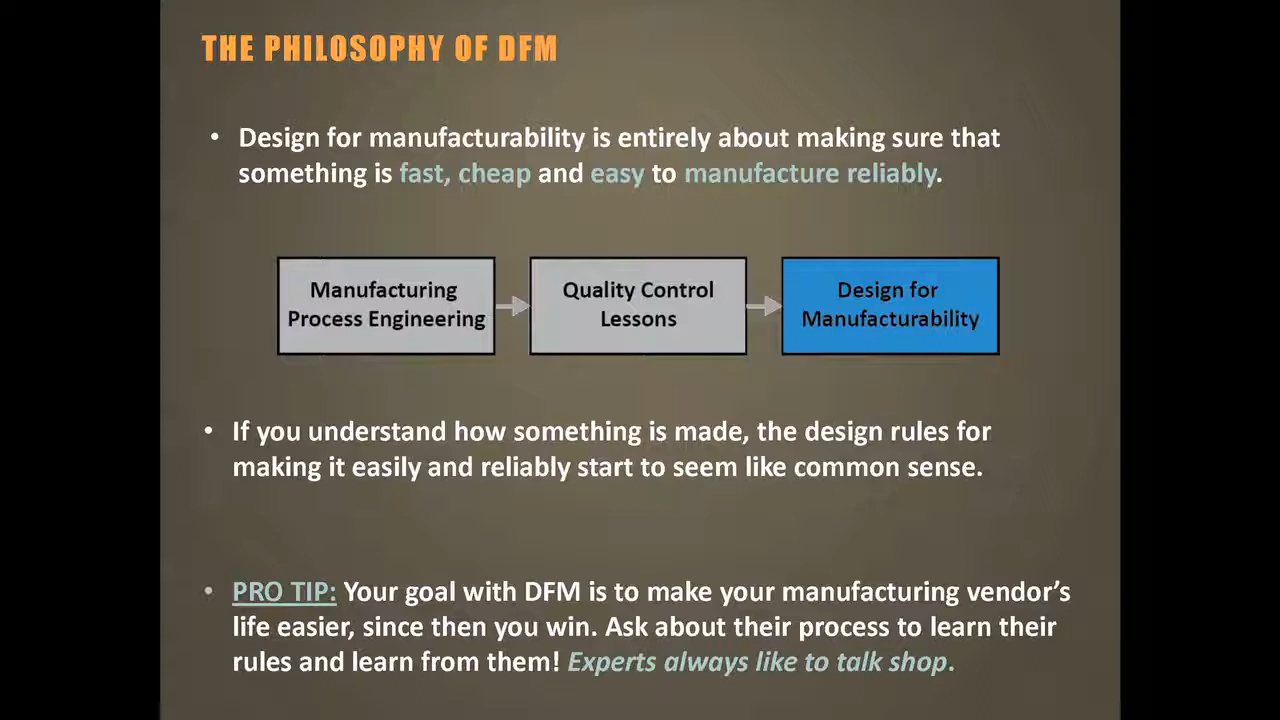 THE PHILOSOPHY OF DFM
• Design for manufacturability is entirely about making sure that
something is fast, cheap and easy to manufacture reliably.
Manufacturing
Process Engineering
Quality Control
Lessons
Design for
Manufacturability
• If you understand how something is made, the design rules for
making it easily and reliably start to seem like common sense.
• PRO TIP: Your goal with DFM is to make your manufacturing vendor’s
life easier, since then you win. Ask about their process to learn their
rules and learn from them! Experts always like to talk shop.